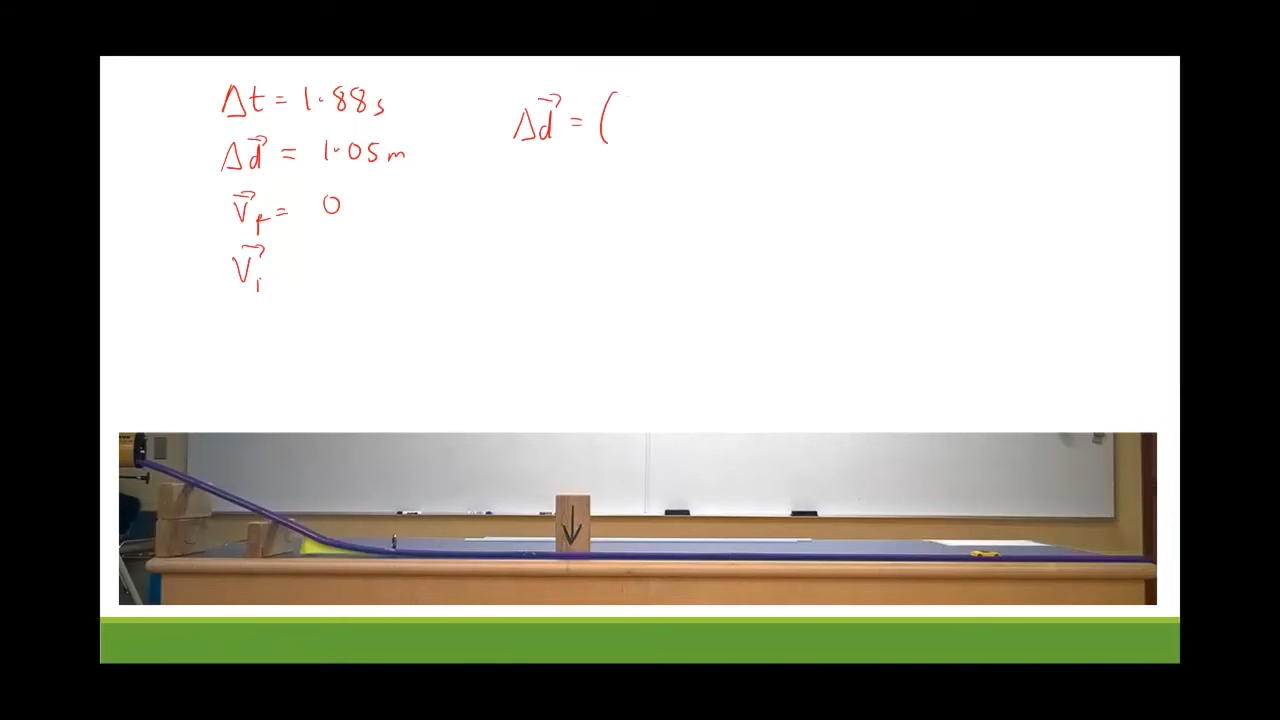 Δt = 1.88 s
Δd⃗ = 1.05 m
v⃗f = 0
v⃗i
Δd⃗ = (